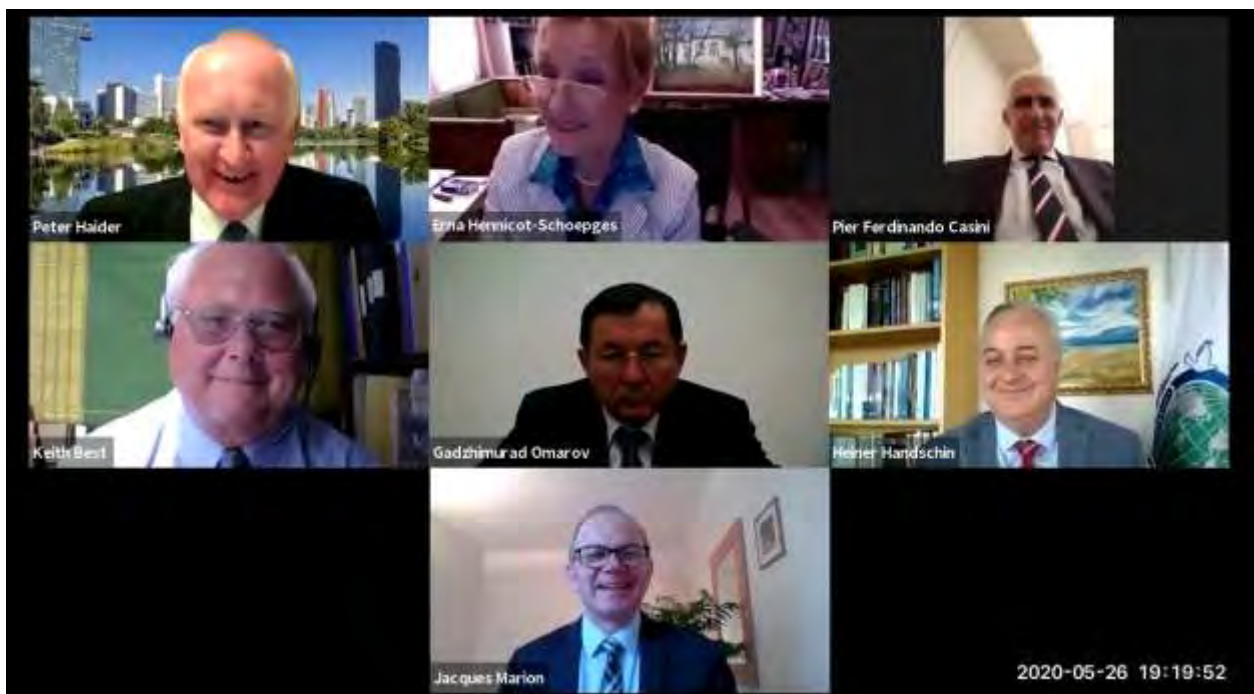 Peter Haider
Erna Hennicot-Schoepges
Pier Ferdinando Casini
Keith Best
Gadzhimurad Omarov
Heiner Handschin
Jacques Marion
2020-05-26 19:19:52